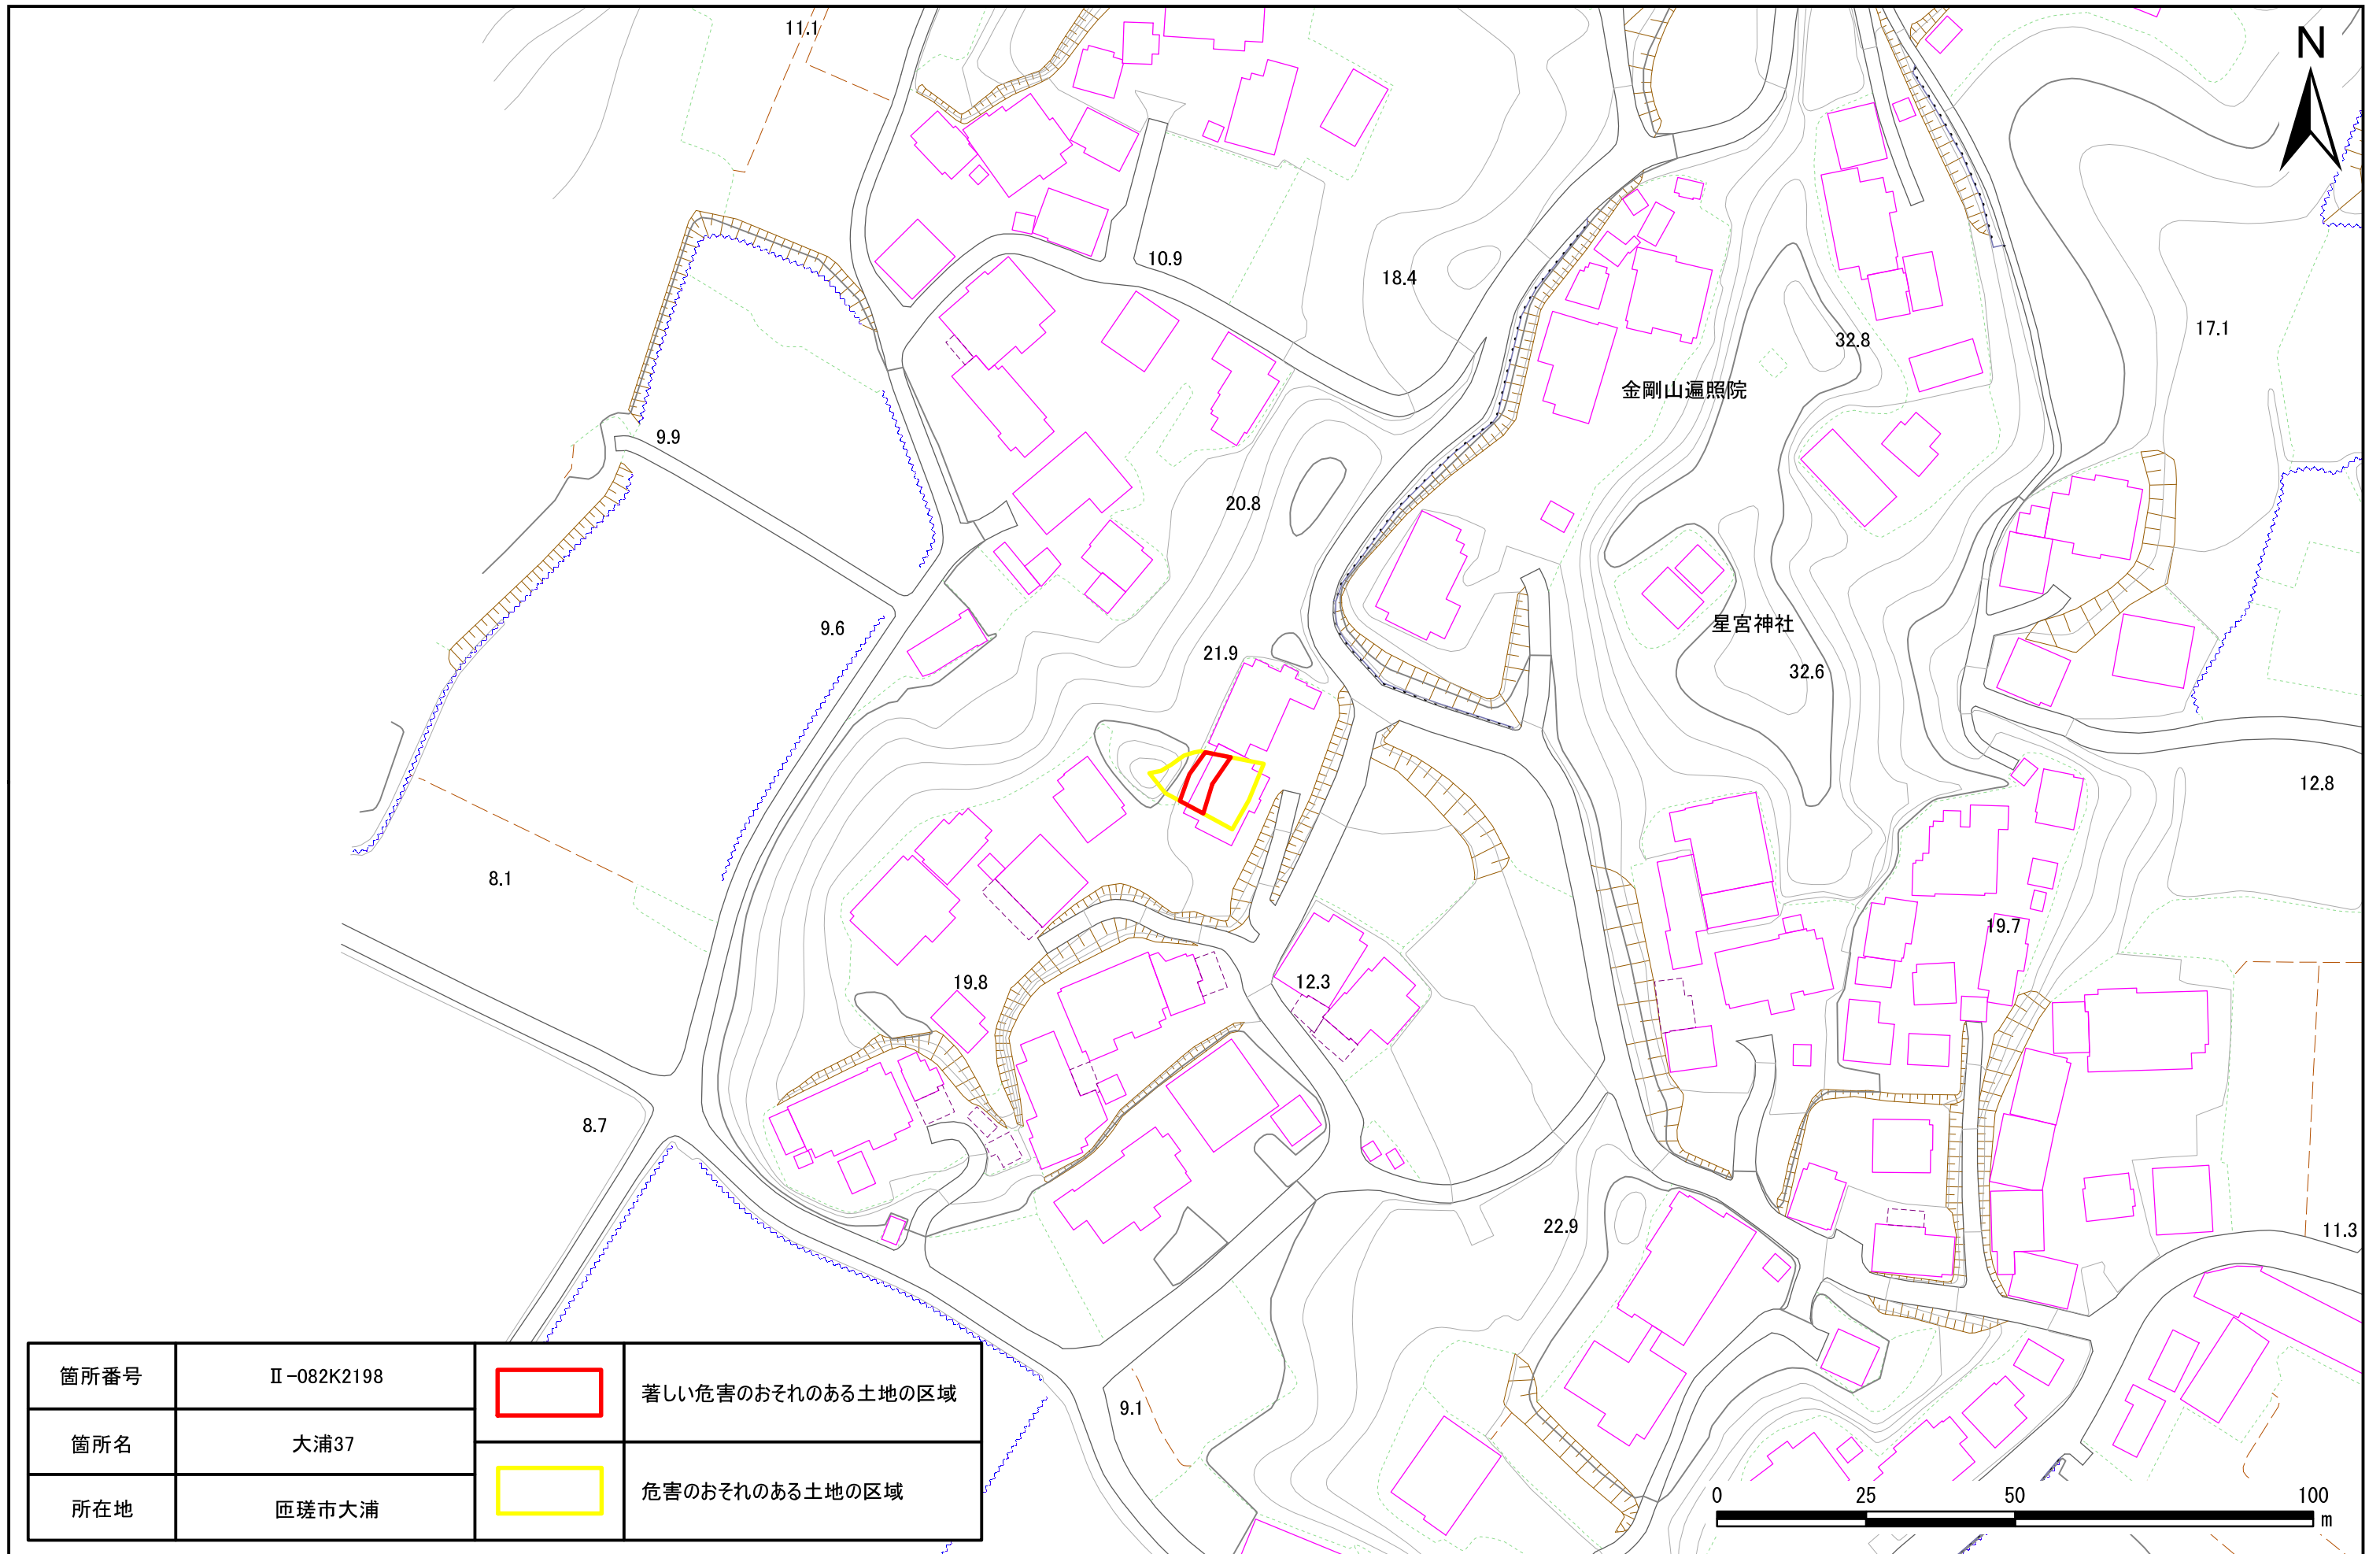 11.1
N
10.9
18.4
17.1
32.8
金剛山遍照院
9.9
20.8
9.6
星宮神社
21.9
32.6
12.8
8.1
19.7
19.8
12.3
8.7
22.9
11.3
9.1
箇所番号 Ⅱ-082K2198
箇所名 大浦37
所在地 匝瑳市大浦
著しい危害のおそれのある土地の区域
危害のおそれのある土地の区域
0 25 50 100
m